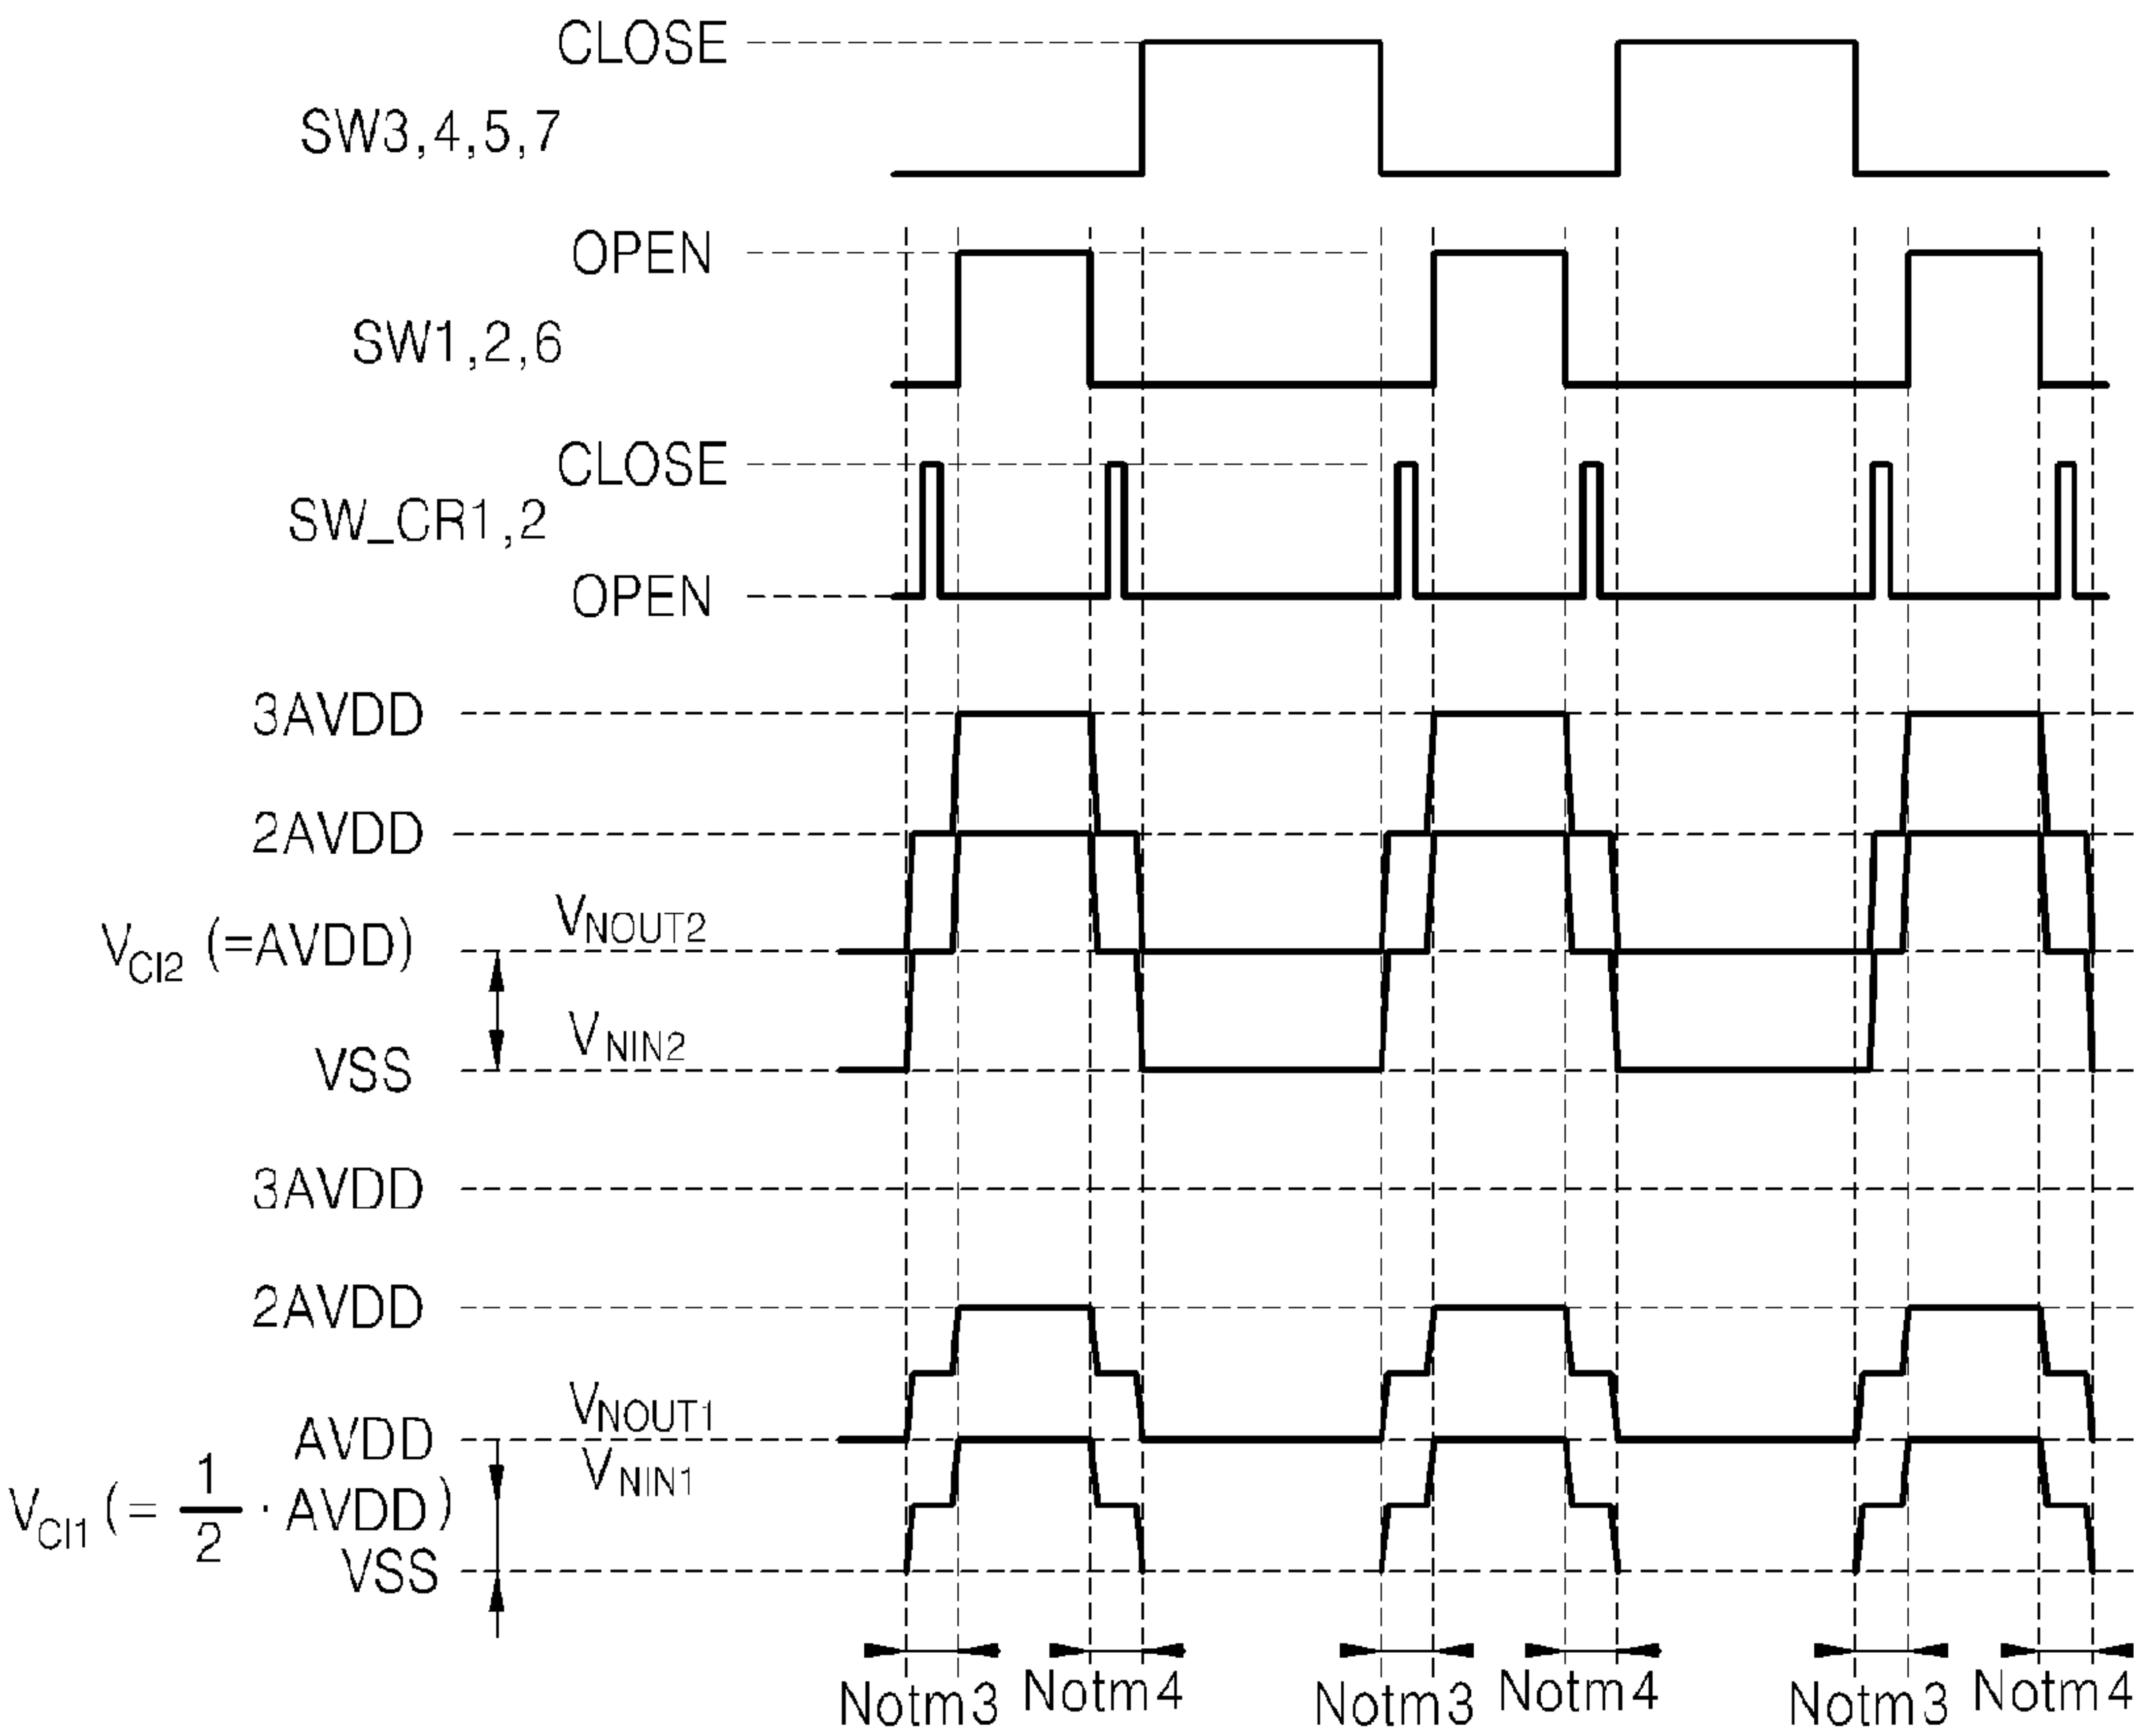 CLOSE
SW3,4,5,7
OPEN
SW1,2,6
CLOSE
SW_CR1,2
OPEN
3AVDD
2AVDD
VNOUT2
VCI2 (=AVDD)
VNIN2
VSS
3AVDD
2AVDD
VNOUT1
AVDD
VNIN1
VCI1 (= 1/2 · AVDD)
VSS
Notm3 Notm4 Notm3 Notm4 Notm3 Notm4